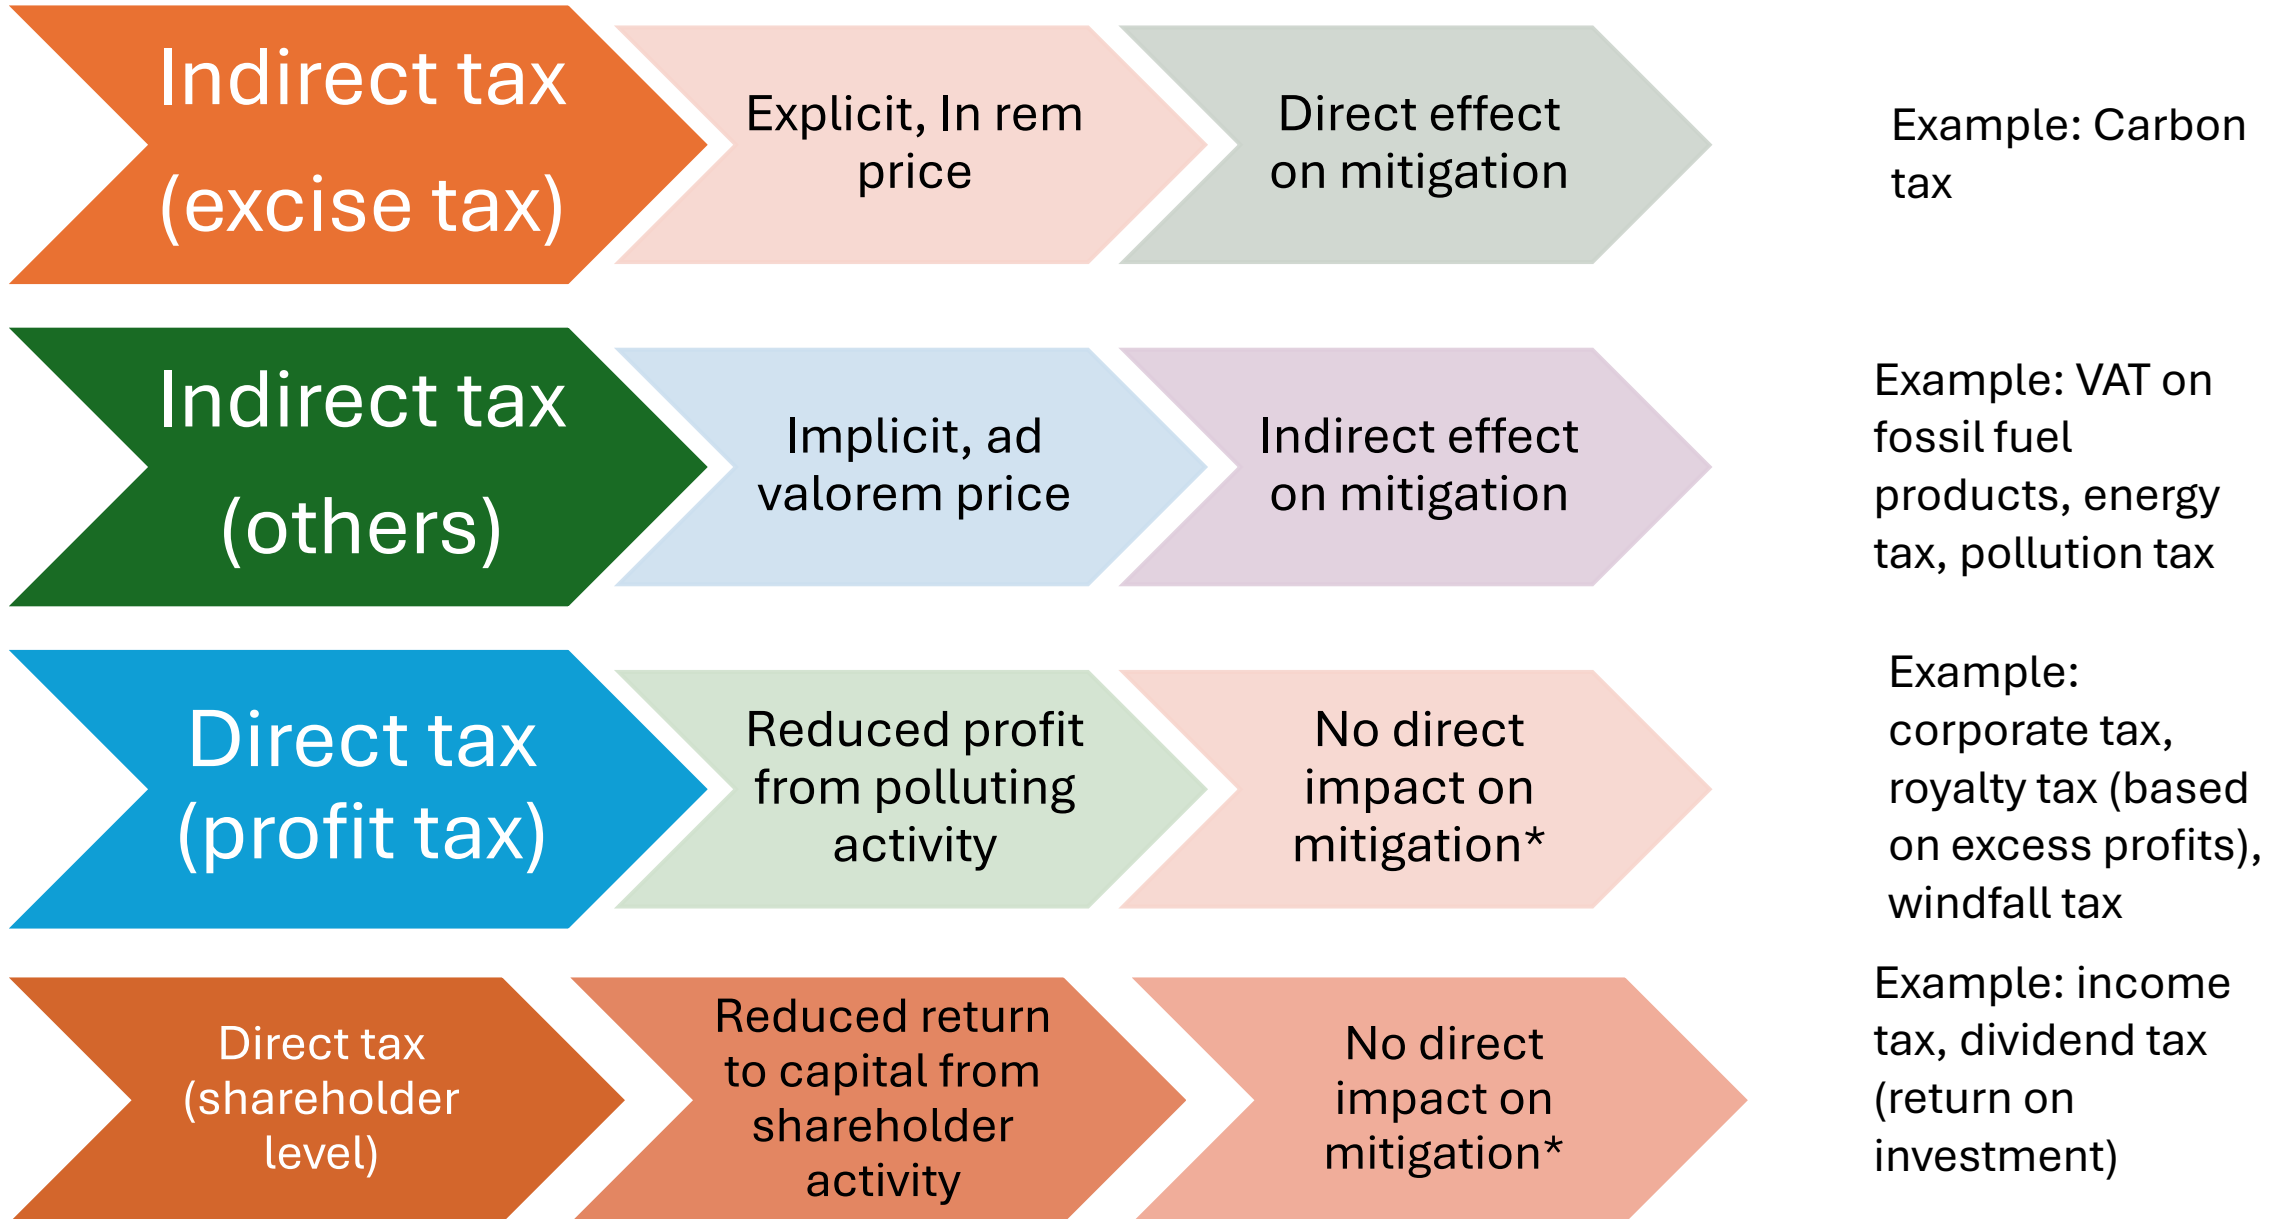 Indirect tax
(excise tax)
Explicit, In rem
price
Direct effect
on mitigation
Example: Carbon
tax
Indirect tax
(others)
Implicit, ad
valorem price
Indirect effect
on mitigation
Example: VAT on
fossil fuel
products, energy
tax, pollution tax
Direct tax
(profit tax)
Reduced profit
from polluting
activity
No direct
impact on
mitigation*
Example:
corporate tax,
royalty tax (based
on excess profits),
windfall tax
Direct tax
(shareholder
level)
Reduced return
to capital from
shareholder
activity
No direct
impact on
mitigation*
Example: income
tax, dividend tax
(return on
investment)